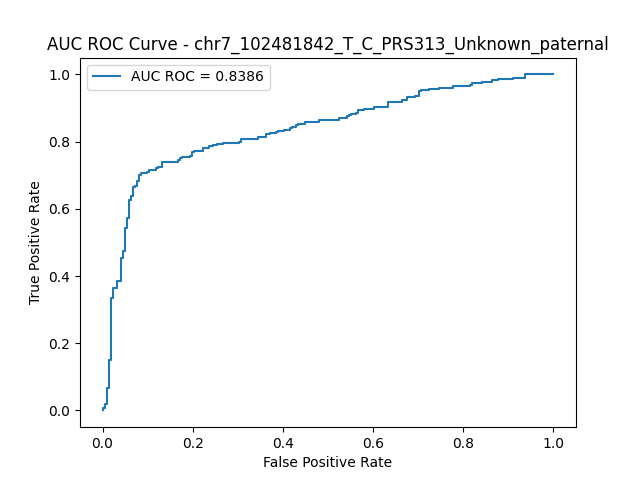 AUC ROC Curve - chr7_102481842_T_C_PRS313_Unknown_paternal
AUC ROC = 0.8386
1.0
0.8
0.6
0.4
0.2
0.0
True Positive Rate
0.0 0.2 0.4 0.6 0.8 1.0
False Positive Rate